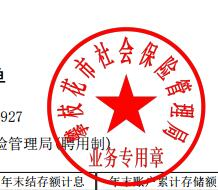 单
攀枝花市社会保险管理局
927
险管理局(聘用制)
业务专用章
年末结存额计息 年末账户累计存储额